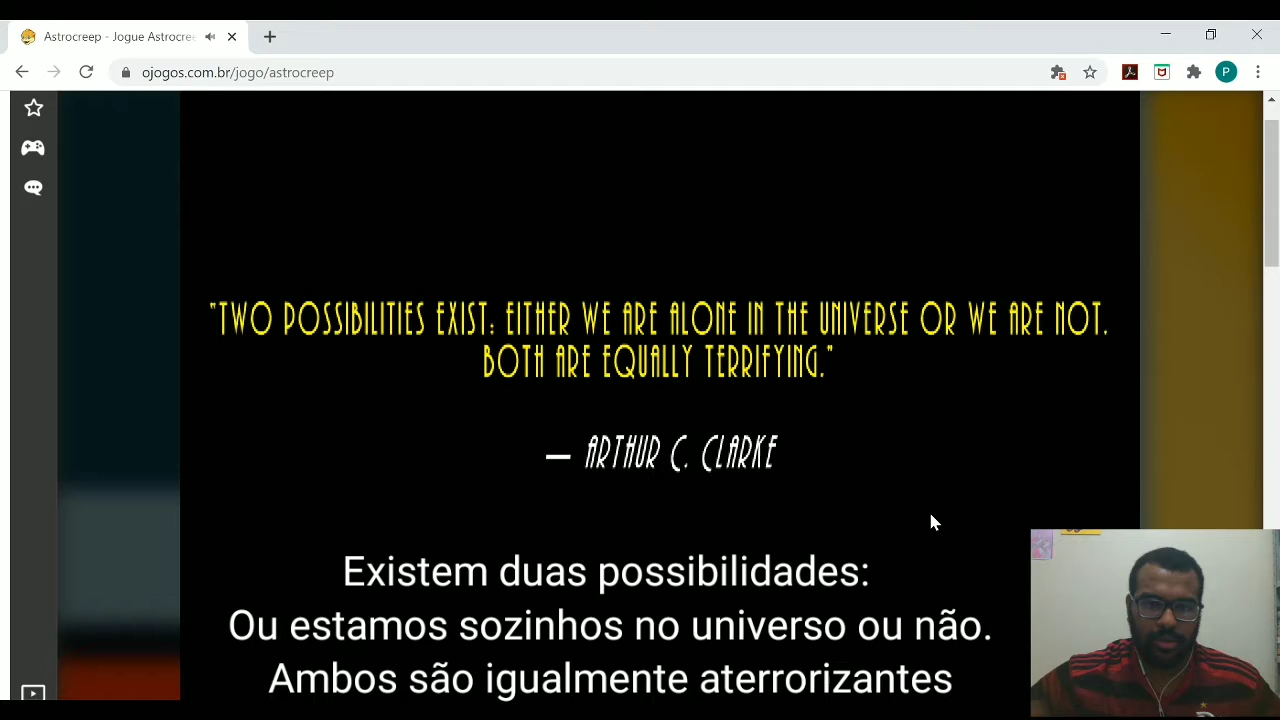 Astrocreep - Jogue Astrocree
ojogos.com.br/jogo/astrocreep
P
"TWO POSSIBILITIES EXIST: EITHER WE ARE ALONE IN THE UNIVERSE OR WE ARE NOT.
BOTH ARE EQUALLY TERRIFYING."
— ARTHUR C. CLARKE
Existem duas possibilidades:
Ou estamos sozinhos no universo ou não.
Ambos são igualmente aterrorizantes